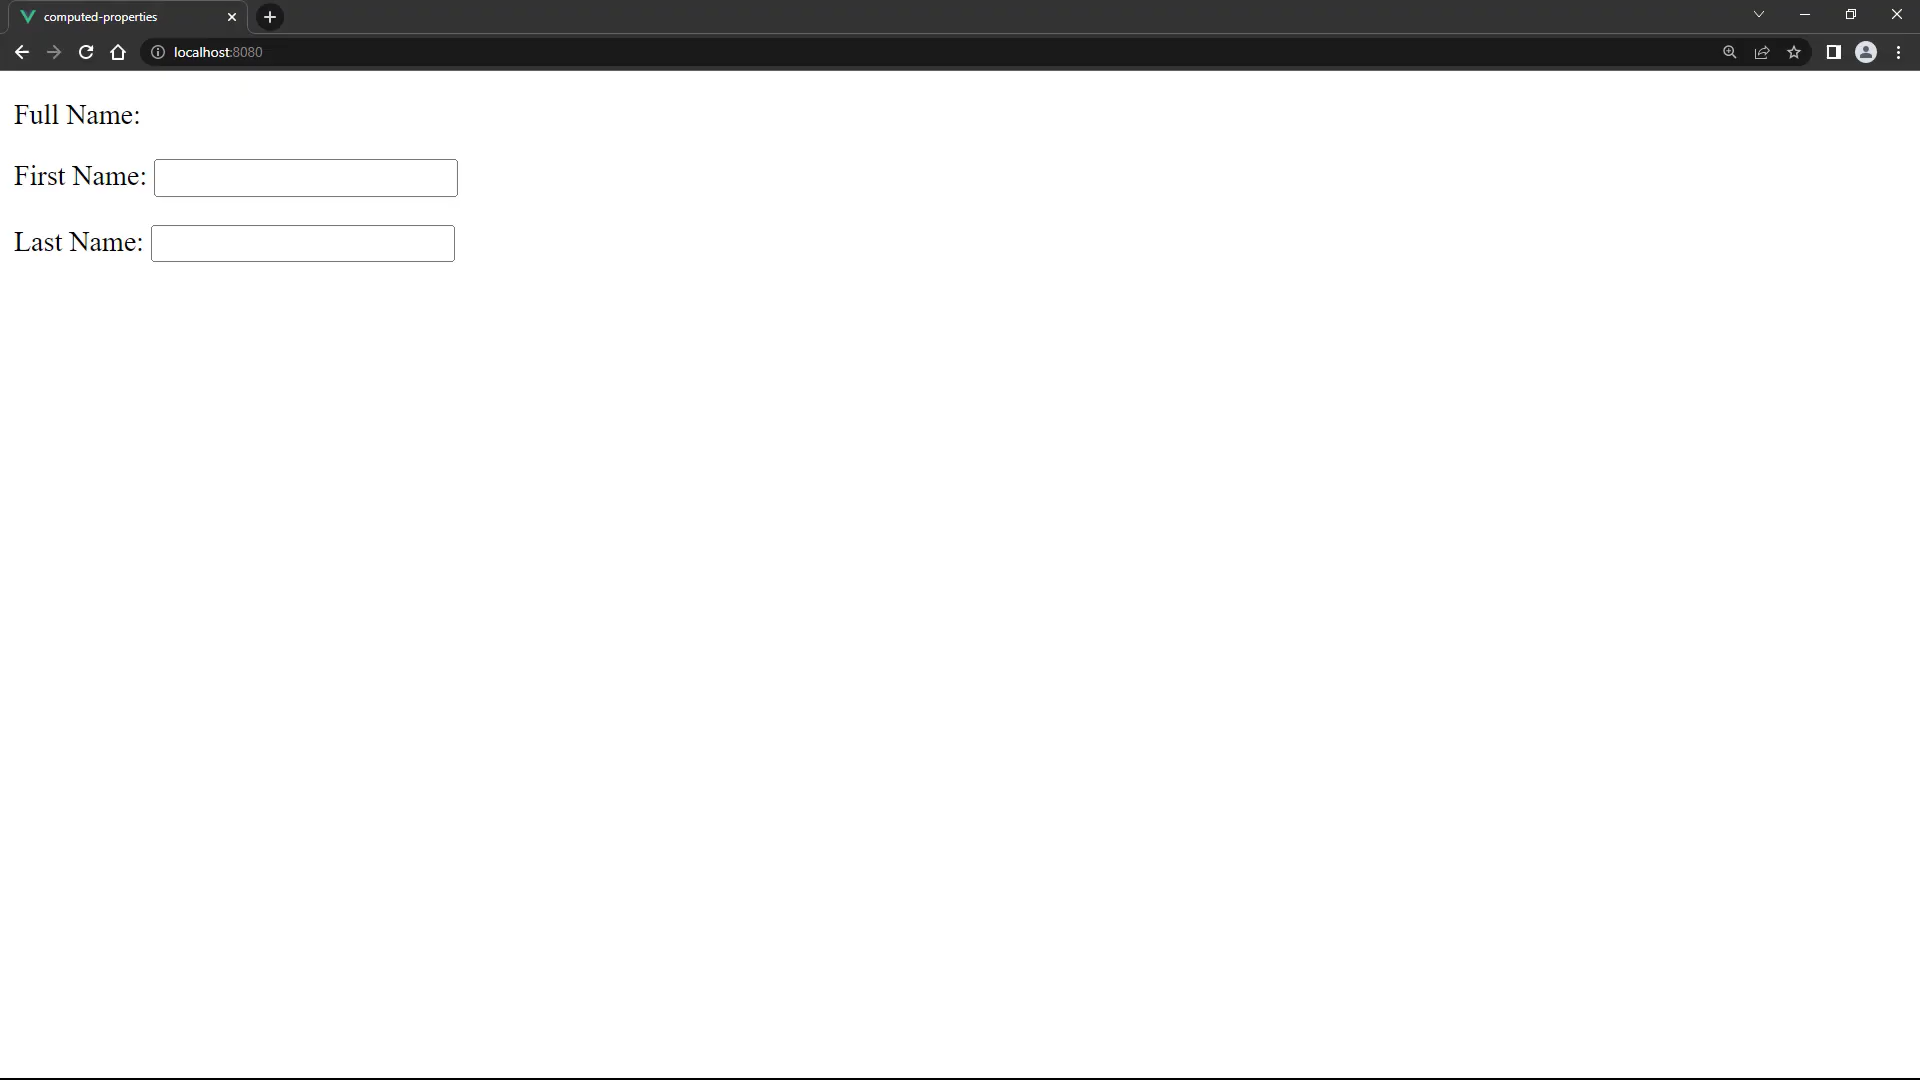 computed-properties
localhost:8080
Full Name:
First Name:
Last Name: